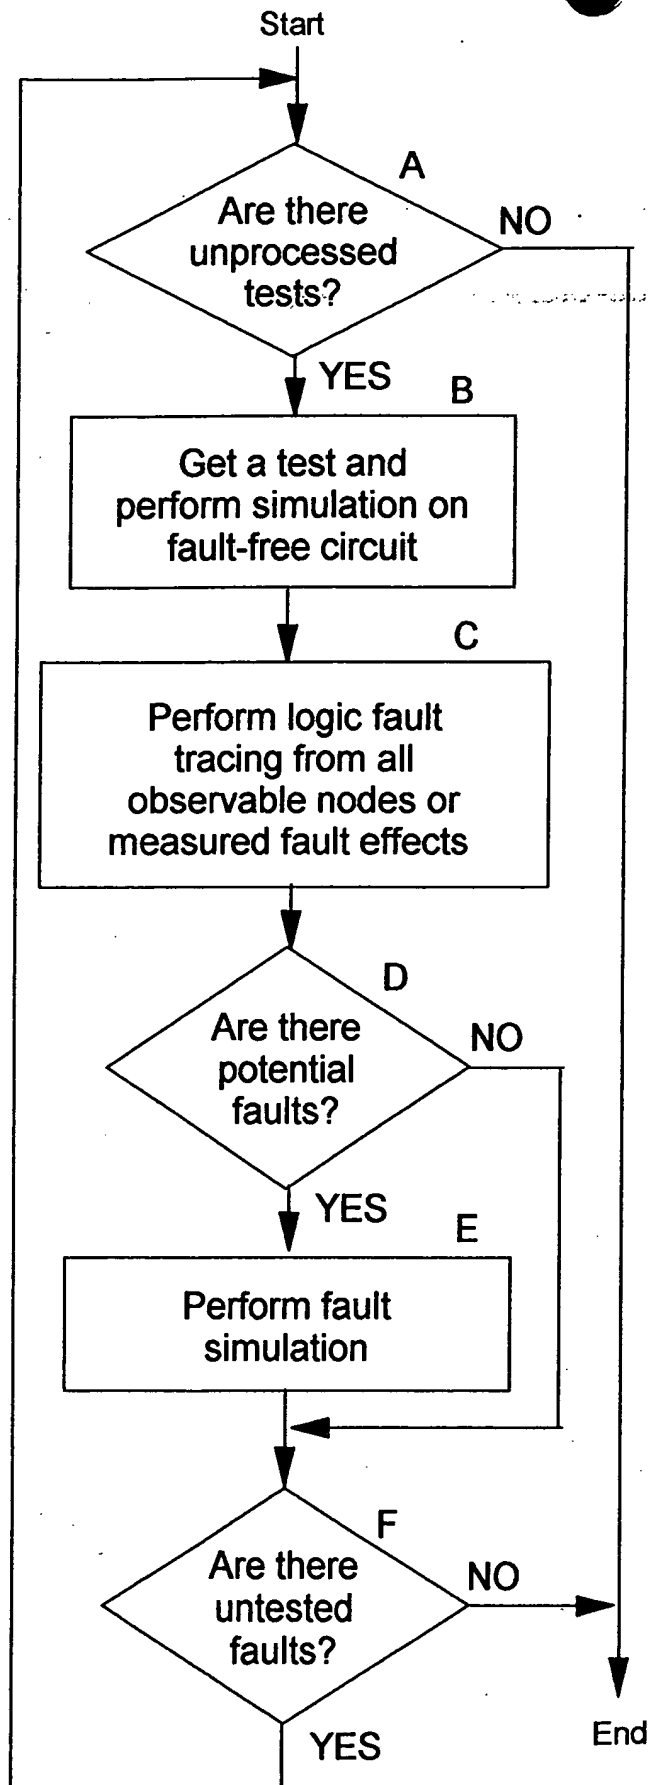 Start
A
Are there
unprocessed
tests?
NO
YES
B
Get a test and
perform simulation on
fault-free circuit
C
Perform logic fault
tracing from all
observable nodes or
measured fault effects
D
Are there
potential
faults?
NO
YES
E
Perform fault
simulation
F
Are there
untested
faults?
NO
YES
End